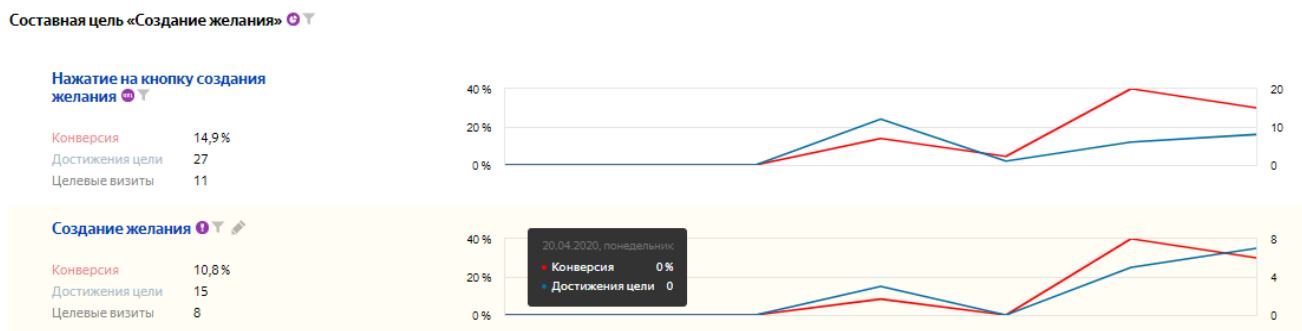 Составная цель «Создание желания»
Нажатие на кнопку создания
желания
Конверсия 14,9%
Достижения цели 27
Целевые визиты 11
40 % 20
20 % 10
0 % 0
Создание желания
Конверсия 10,8%
Достижения цели 15
Целевые визиты 8
40 % 8
20 % 4
0 % 0
20.04.2020, понедельник
Конверсия 0 %
Достижения цели 0